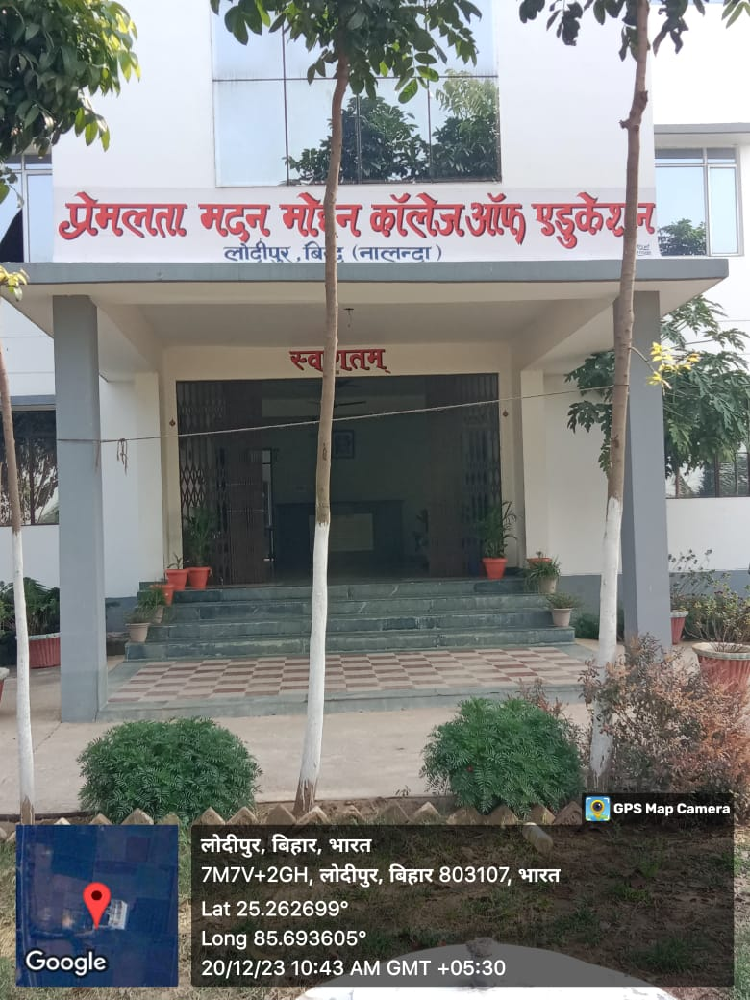 प्रेमलता मदन मोहन कॉलेज ऑफ एडुकेशन
लोदीपुर, बिन्द (नालन्दा)
स्वागतम्
GPS Map Camera
लोदीपुर, बिहार, भारत
7M7V+2GH, लोदीपुर, बिहार 803107, भारत
Lat 25.262699°
Long 85.693605°
20/12/23 10:43 AM GMT +05:30
Google